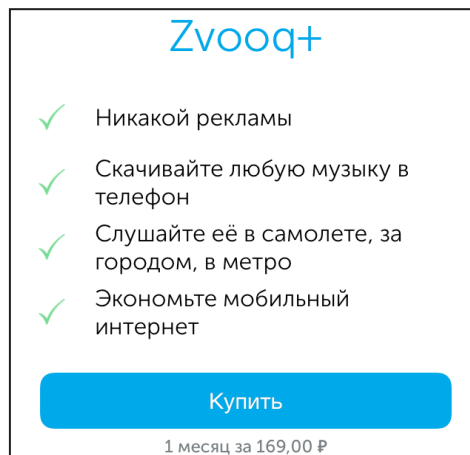 Zvooq+
Никакой рекламы
Скачивайте любую музыку в
телефон
Слушайте её в самолете, за
городом, в метро
Экономьте мобильный
интернет
Купить
1 месяц за 169,00 ₽